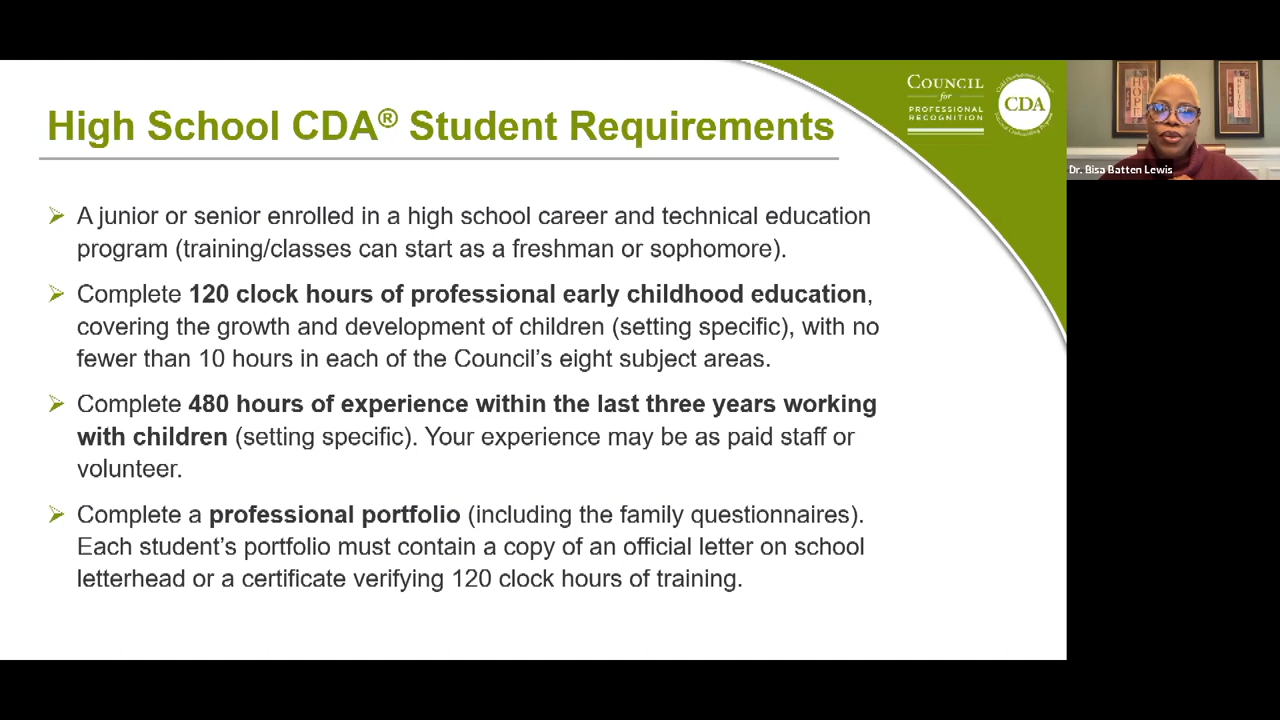 High School CDA® Student Requirements
COUNCIL
for
PROFESSIONAL
RECOGNITION
CDA
HOPE
Dr. Bisa Batten Lewis
A junior or senior enrolled in a high school career and technical education
program (training/classes can start as a freshman or sophomore).
Complete 120 clock hours of professional early childhood education,
covering the growth and development of children (setting specific), with no
fewer than 10 hours in each of the Council’s eight subject areas.
Complete 480 hours of experience within the last three years working
with children (setting specific). Your experience may be as paid staff or
volunteer.
Complete a professional portfolio (including the family questionnaires).
Each student’s portfolio must contain a copy of an official letter on school
letterhead or a certificate verifying 120 clock hours of training.